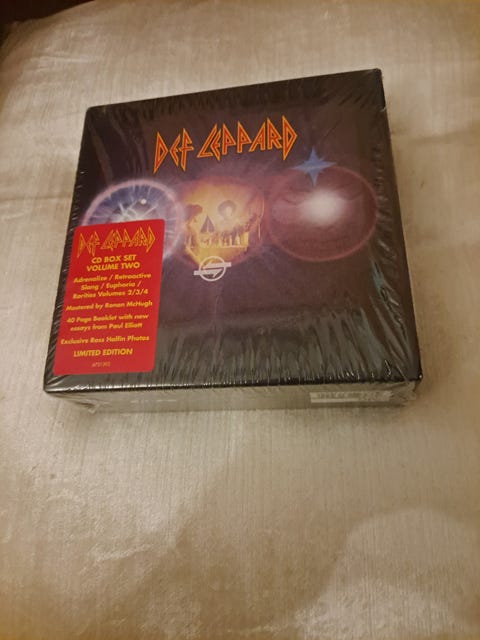 DEF LEPPARD
DEF LEPPARD
CD BOX SET
VOLUME TWO
Adrenalize / Retroactive
Slang / Euphoria /
Rarities Volumes 2/3/4
Mastered by Ronan McHugh
40 Page Booklet with new
essays from Paul Elliott
Exclusive Ross Halfin Photos
LIMITED EDITION